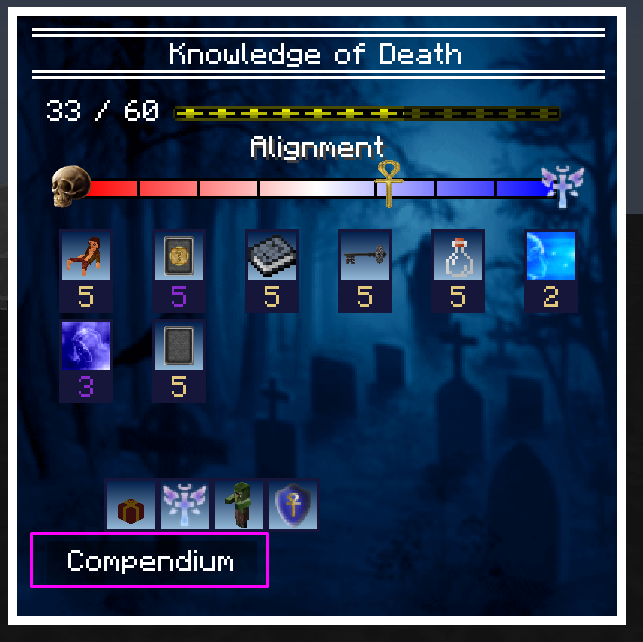 Knowledge of Death
33 / 60
Alignment
5 5 5 5 5 2
3 5
Compendium